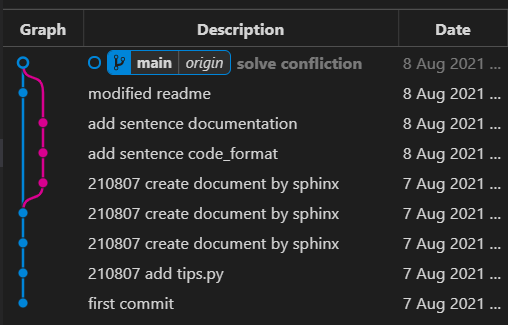 Graph Description Date
main origin solve confliction 8 Aug 2021 ...
modified readme 8 Aug 2021 ...
add sentence documentation 8 Aug 2021 ...
add sentence code_format 8 Aug 2021 ...
210807 create document by sphinx 7 Aug 2021 ...
210807 create document by sphinx 7 Aug 2021 ...
210807 create document by sphinx 7 Aug 2021 ...
210807 add tips.py 7 Aug 2021 ...
first commit 7 Aug 2021 ...